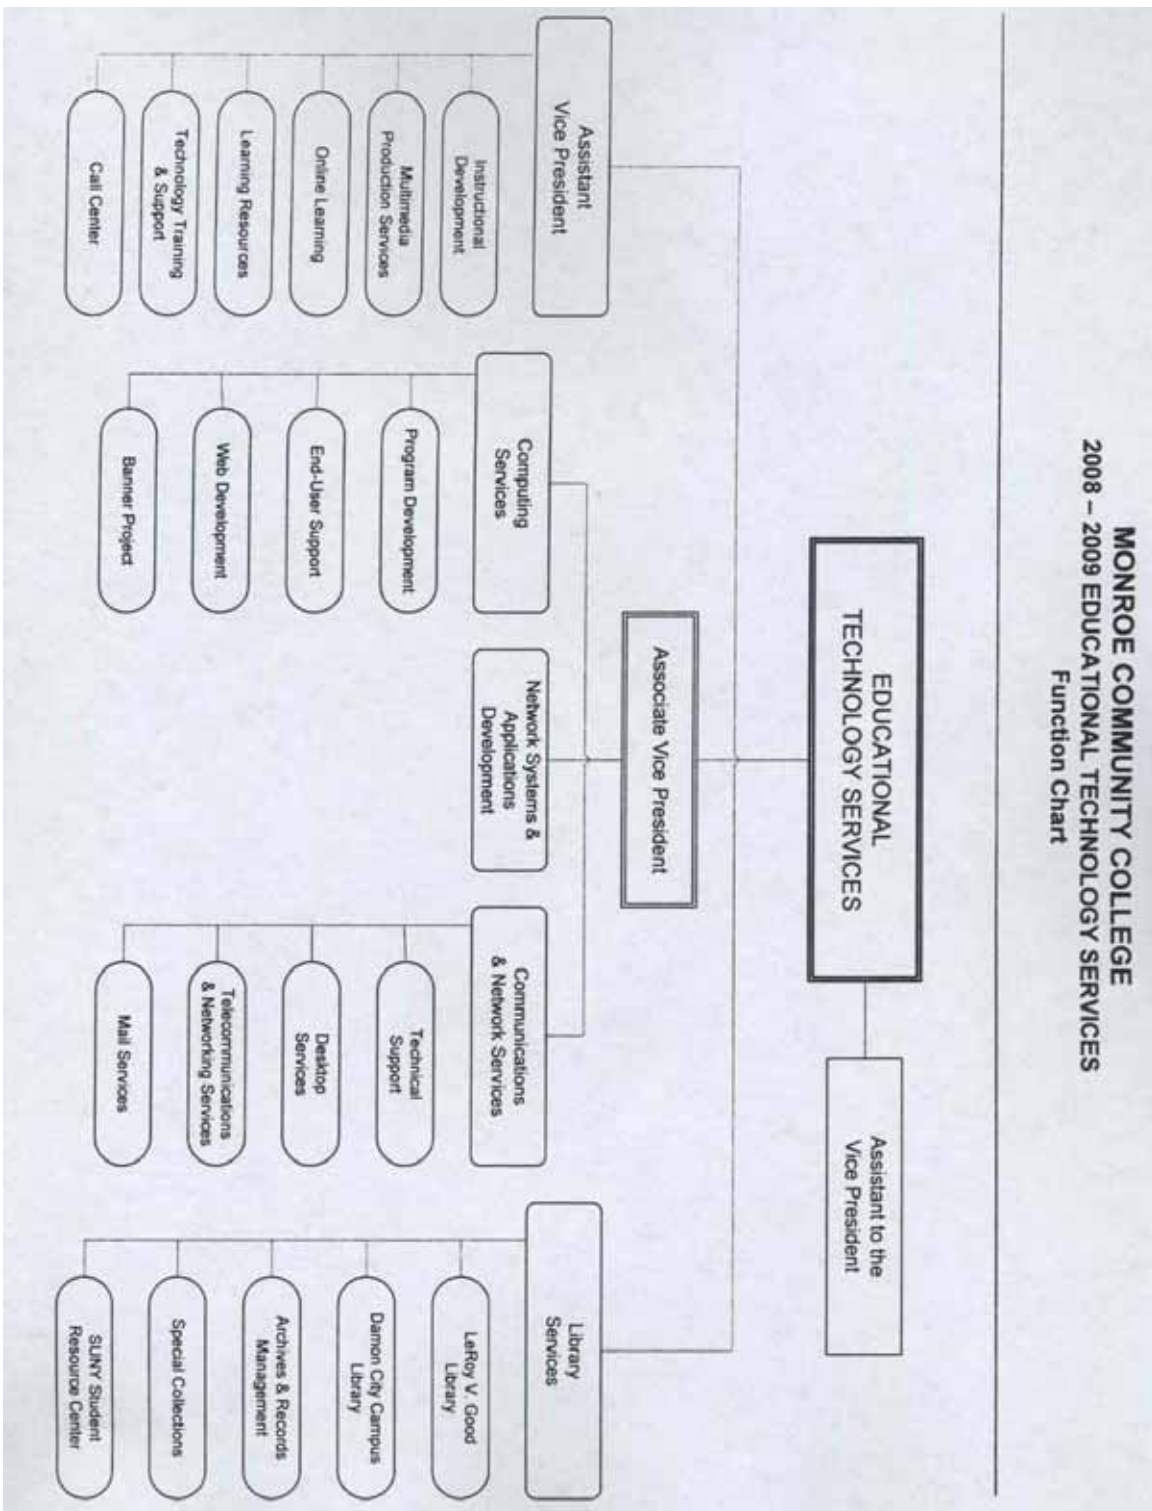 MONROE COMMUNITY COLLEGE
2008 – 2009 EDUCATIONAL TECHNOLOGY SERVICES
Function Chart
EDUCATIONAL
TECHNOLOGY SERVICES
Assistant to the
Vice President
Associate Vice President
Assistant
Vice President
Instructional
Development
Multimedia
Production Services
Online Learning
Learning Resources
Technology Training
& Support
Call Center
Computing
Services
Program Development
End-User Support
Web Development
Banner Project
Network Systems &
Applications
Development
Communications
& Network Services
Technical
Support
Desktop
Services
Telecommunications
& Networking Services
Mail Services
Library
Services
LeRoy V. Good
Library
Damon City Campus
Library
Archives & Records
Management
Special Collections
SUNY Student
Resource Center